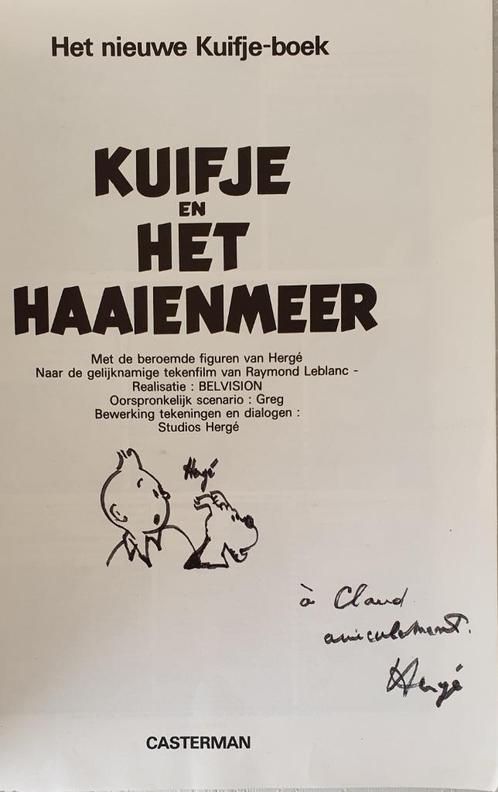 Het nieuwe Kuifje-boek
KUIFJE
EN
HET
HAAIENMEER
Met de beroemde figuren van Hergé
Naar de gelijknamige tekenfilm van Raymond Leblanc -
Realisatie : BELVISION
Oorspronkelijk scenario : Greg
Bewerking tekeningen en dialogen :
Studios Hergé
Hergé
à Claud
amicalement.
Hergé
CASTERMAN